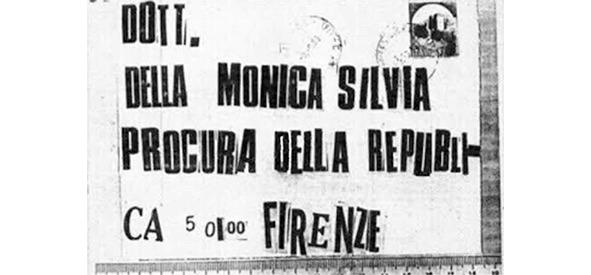 DOTT.
DELLA MONICA SILVIA
PROCURA DELLA REPUBLI-
CA 50100 FIRENZE